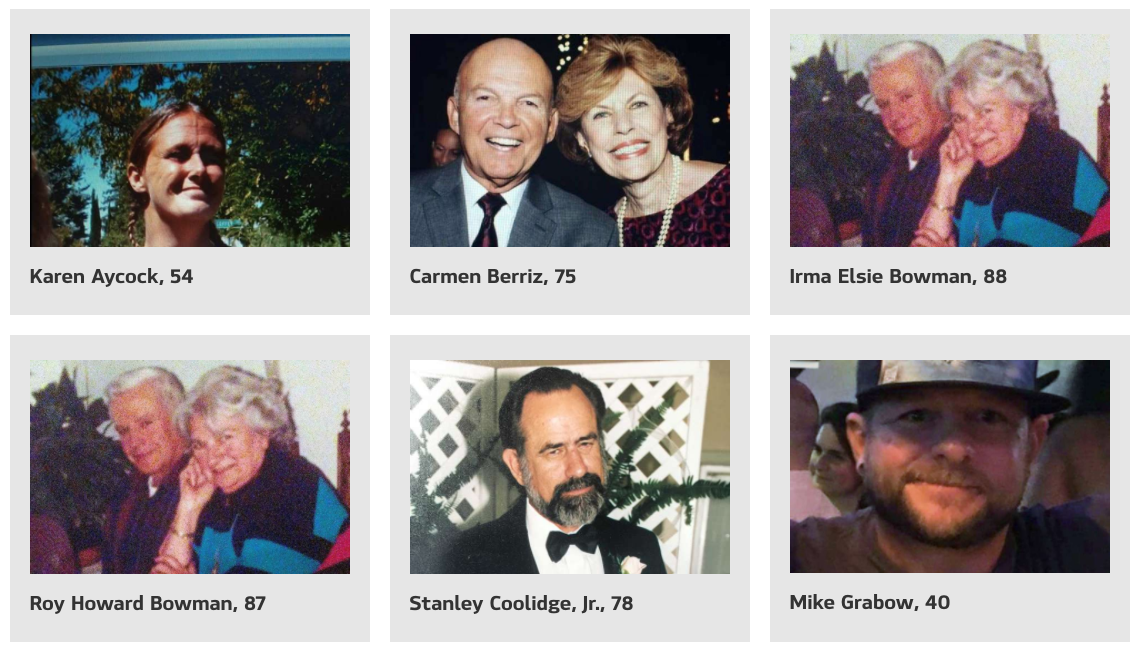 Karen Aycock, 54
Carmen Berriz, 75
Irma Elsie Bowman, 88
Roy Howard Bowman, 87
Stanley Coolidge, Jr., 78
Mike Grabow, 40